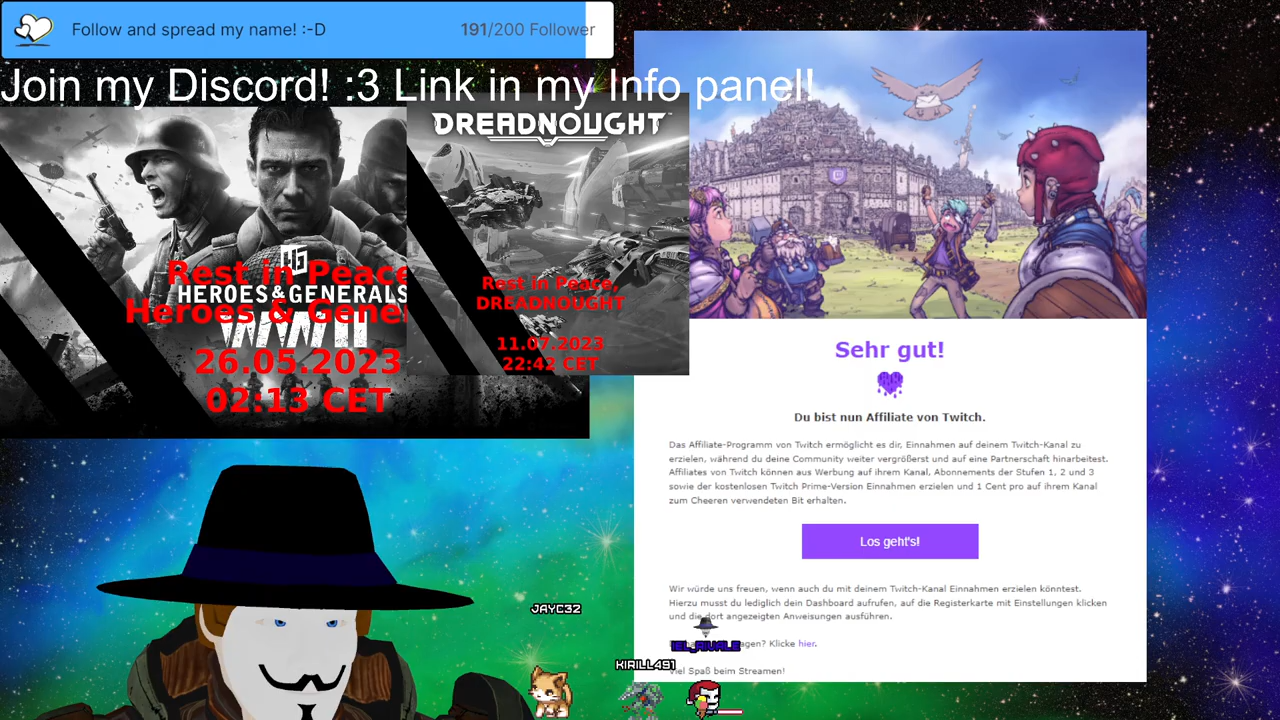 Follow and spread my name! :-D
191/200 Follower
Join my Discord! :3 Link in my Info panel!
DREADNOUGHT
HEROES & GENERALS
WWII
Rest in Peace
Heroes & Gene
26.05.2023
02:13 CET
Rest in Peace,
DREADNOUGHT
11.07.2023
22:42 CET
Sehr gut!
Du bist nun Affiliate von Twitch.
Das Affiliate-Programm von Twitch ermöglicht es dir, Einnahmen auf deinem Twitch-Kanal zu
erzielen, während du deine Community weiter vergrößerst und auf eine Partnerschaft hinarbeitest.
Affiliates von Twitch können aus Werbung auf ihrem Kanal, Abonnements der Stufen 1, 2 und 3
sowie der kostenlosen Twitch Prime-Version Einnahmen erzielen und 1 Cent pro auf ihrem Kanal
zum Cheeren verwendeten Bit erhalten.
Los geht's!
Wir würde uns freuen, wenn auch du mit deinem Twitch-Kanal Einnahmen erzielen könntest.
Hierzu musst du lediglich dein Dashboard aufrufen, auf die Registerkarte mit Einstellungen klicken
und die dort angezeigten Anweisungen ausführen.
agen? Klicke hier.
Viel Spaß beim Streamen!
JAYC32
KIRILL491